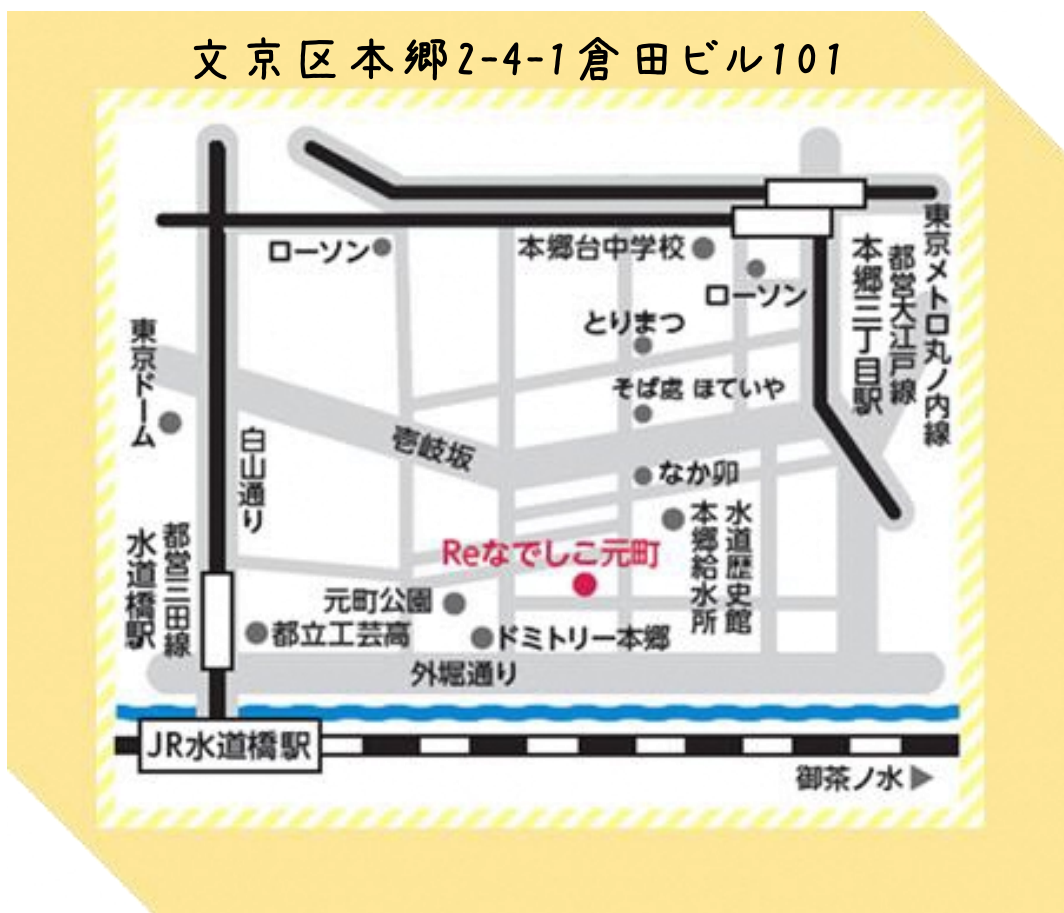 文京区本郷2-4-1倉田ビル101
ローソン
本郷台中学校
ローソン
とりまつ
そば處 ほていや
東京メトロ丸ノ内線
都営大江戸線
本郷三丁目駅
東京ドーム
白山通り
壱岐坂
なか卯
水道歴史館
本郷給水所
都営三田線
水道橋駅
Reなでしこ元町
元町公園
都立工芸高
ドミトリー本郷
外堀通り
JR水道橋駅
御茶ノ水▶